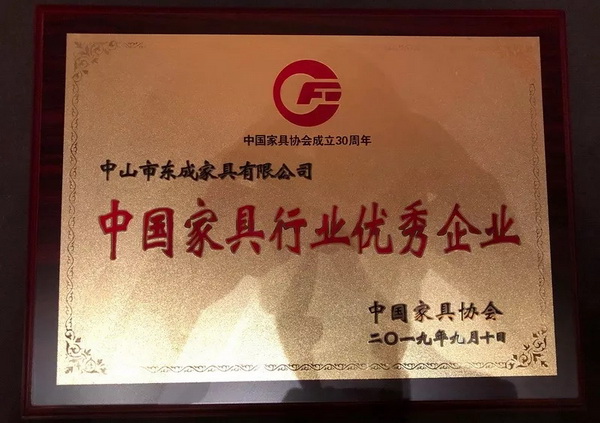 中国家具协会成立30周年
中山市东成家具有限公司
中国家具行业优秀企业
中国家具协会
二〇一九年九月十日